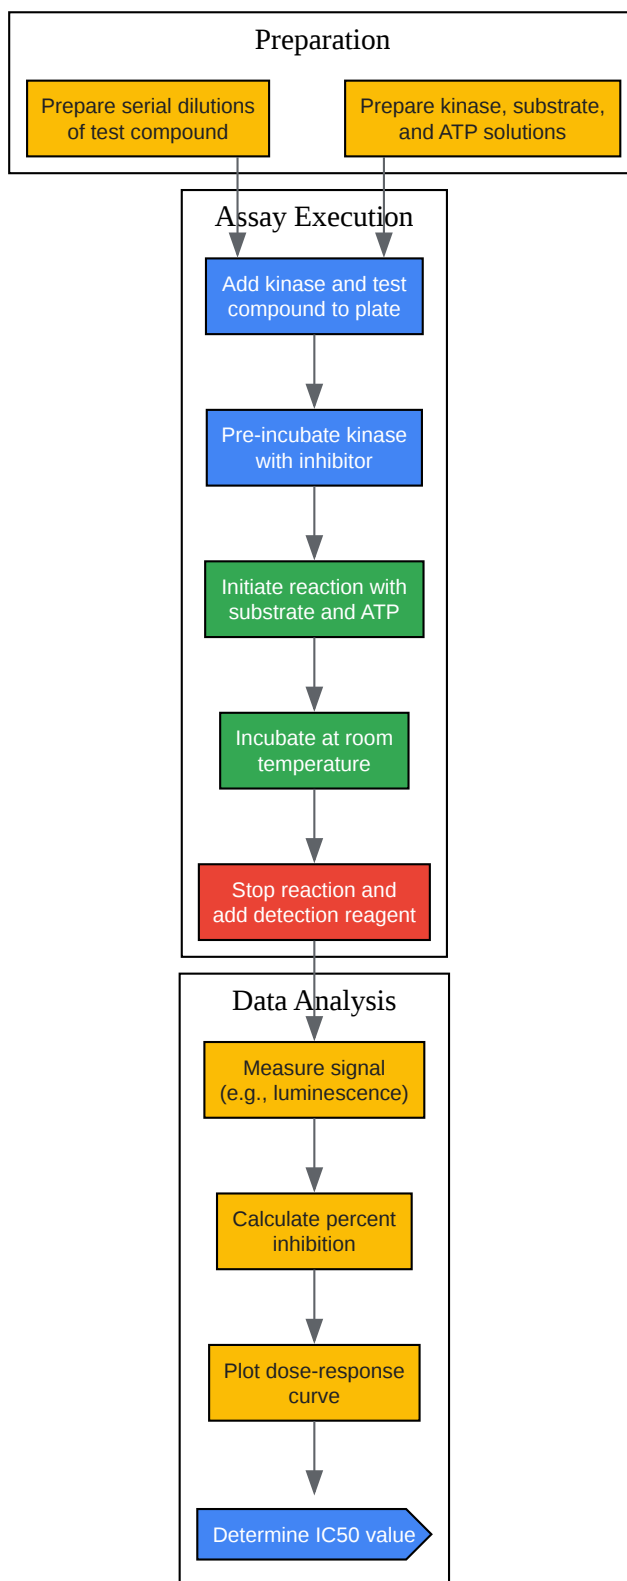 Preparation
Prepare serial dilutions
of test compound
Prepare kinase, substrate,
and ATP solutions
Assay Execution
Add kinase and test
compound to plate
Pre-incubate kinase
with inhibitor
Initiate reaction with
substrate and ATP
Incubate at room
temperature
Stop reaction and
add detection reagent
Data Analysis
Measure signal
(e.g., luminescence)
Calculate percent
inhibition
Plot dose-response
curve
Determine IC50 value